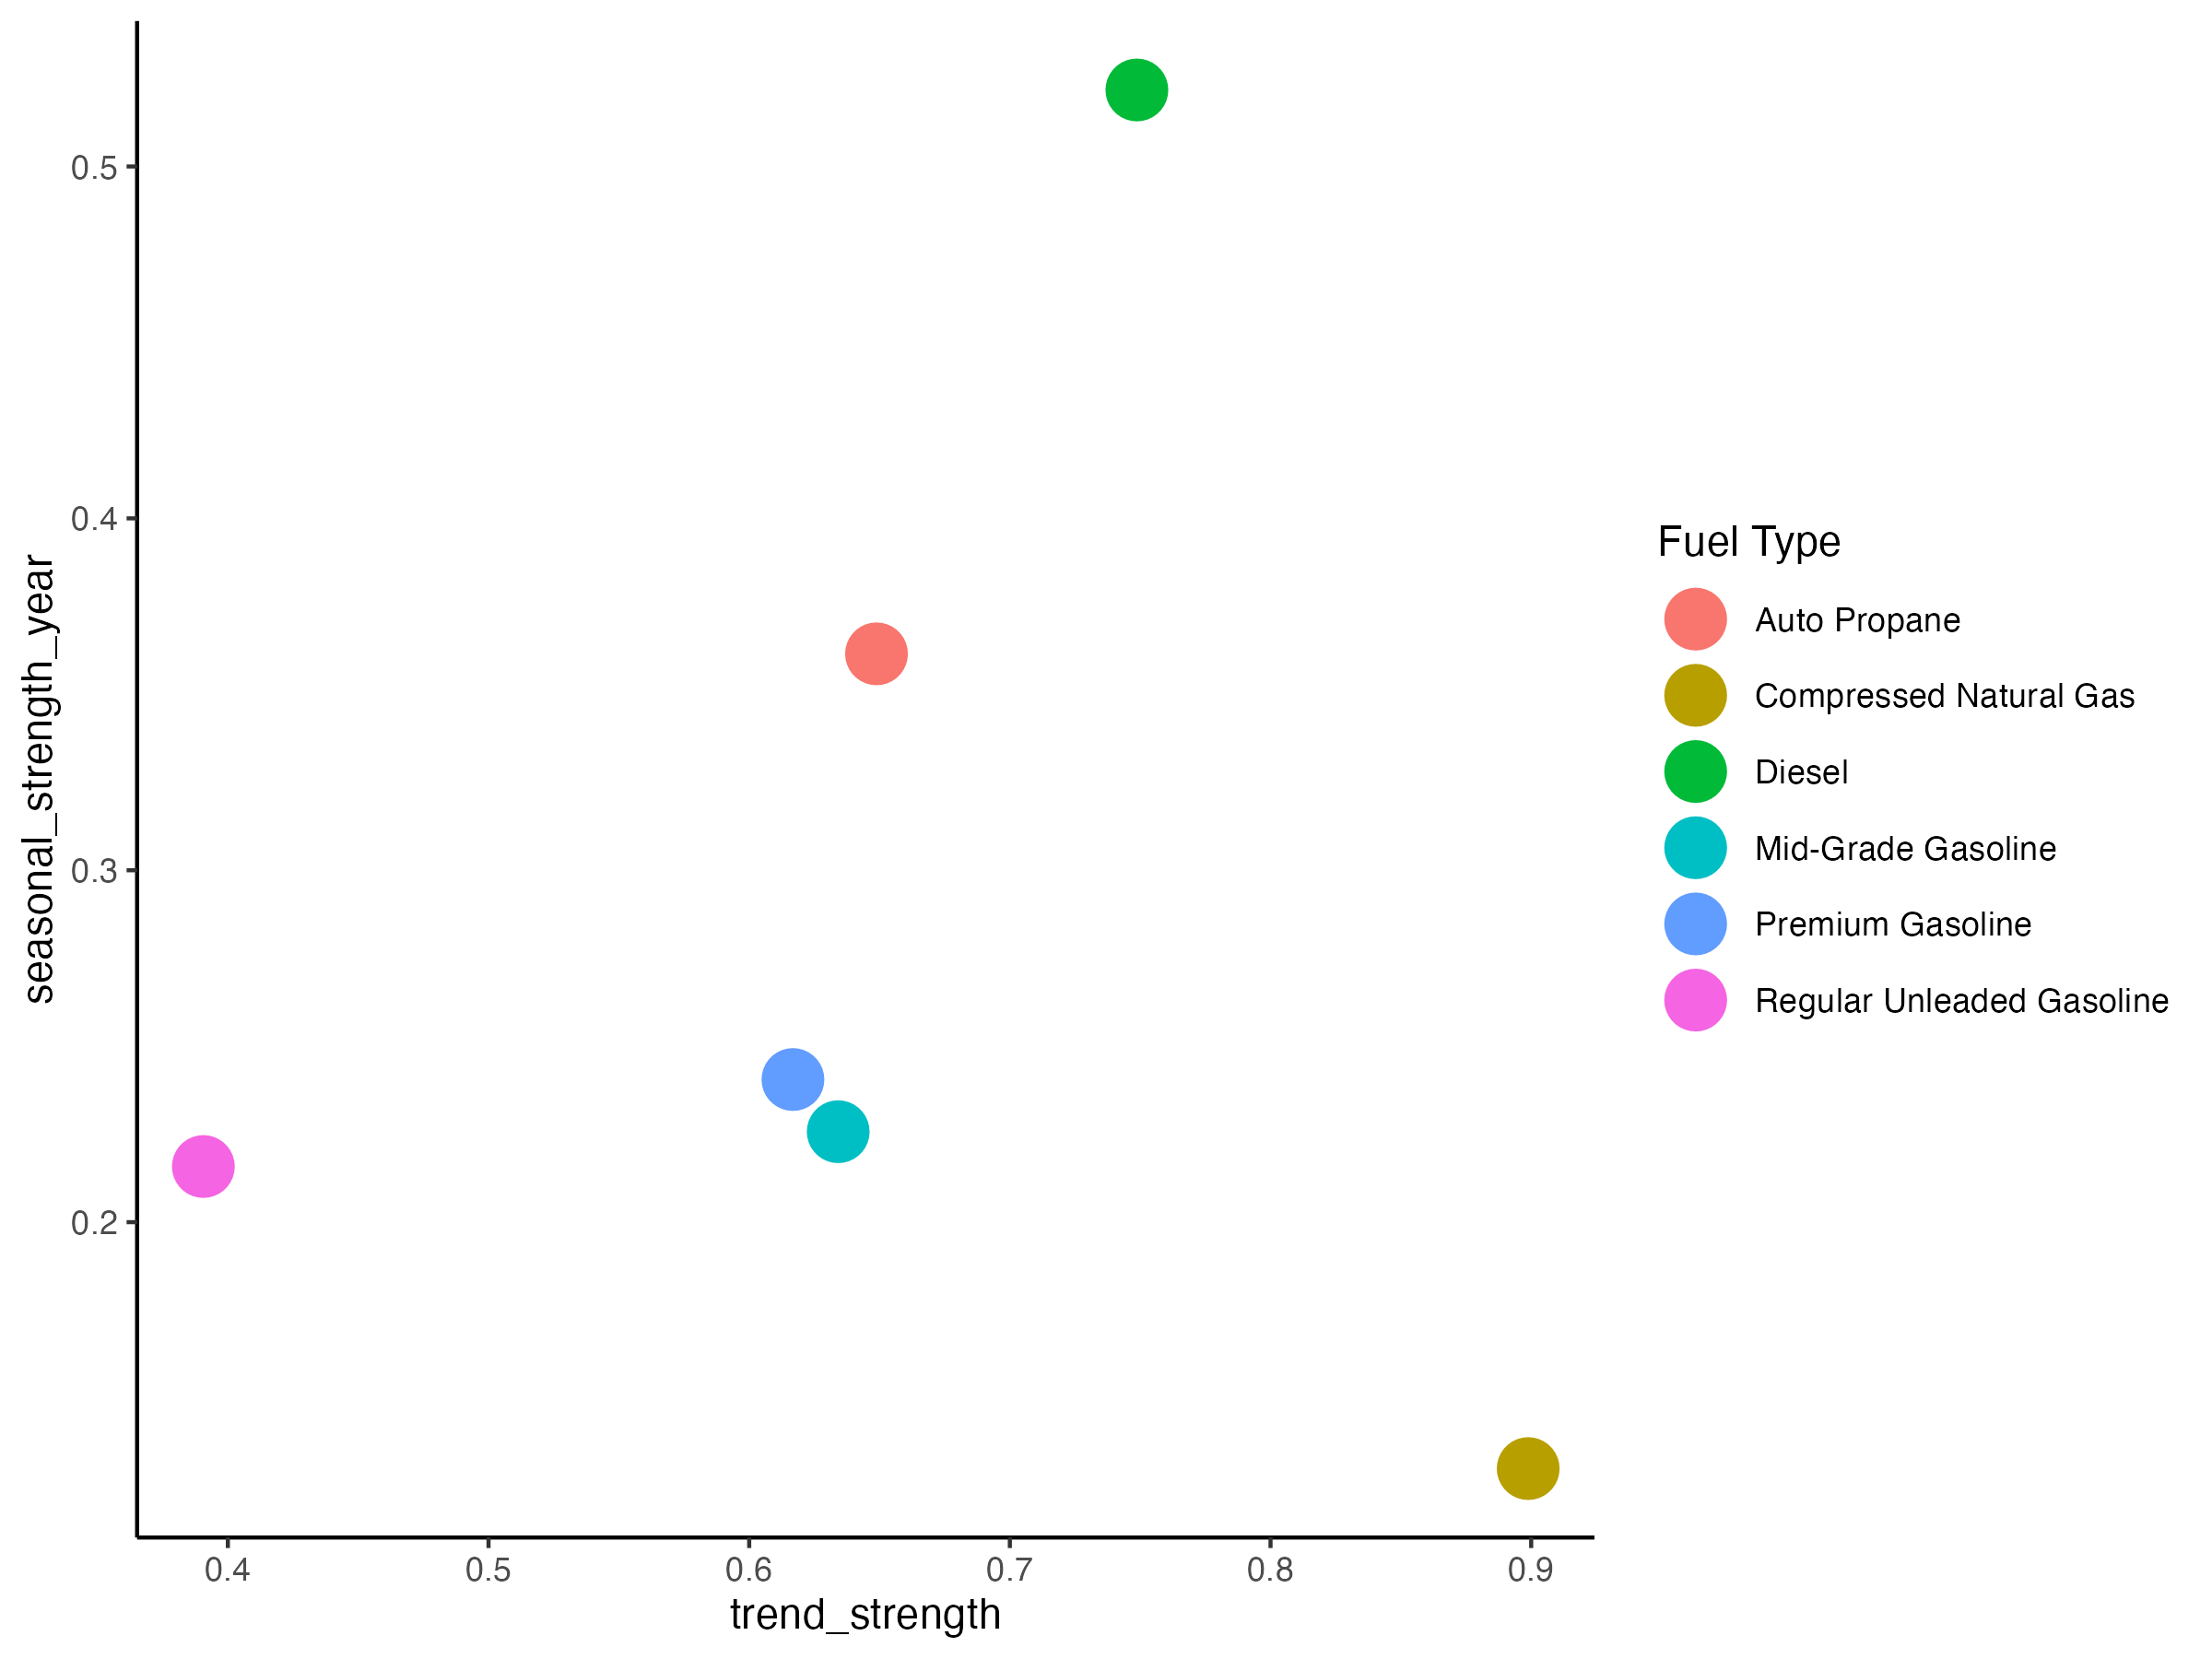 0.5
0.4
0.3
0.2
seasonal_strength_year
0.4 0.5 0.6 0.7 0.8 0.9
trend_strength
Fuel Type
Auto Propane
Compressed Natural Gas
Diesel
Mid-Grade Gasoline
Premium Gasoline
Regular Unleaded Gasoline